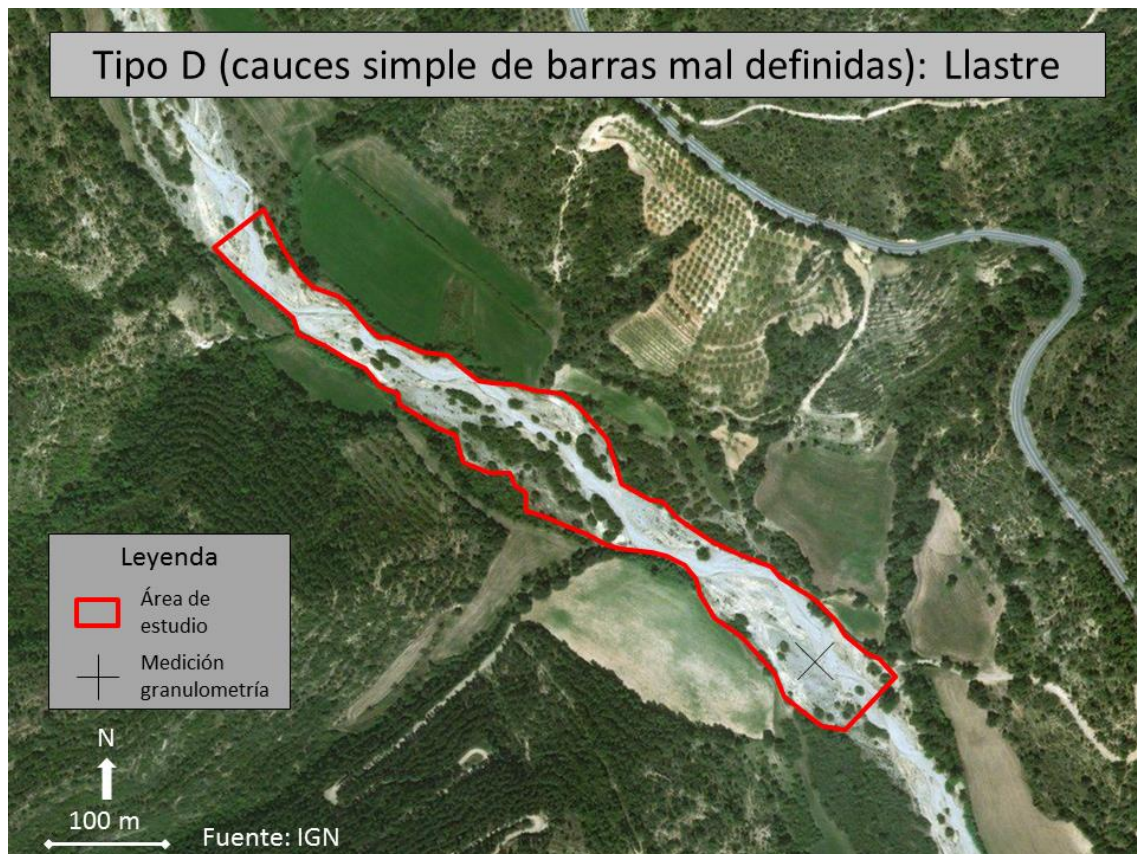 Tipo D (cauces simple de barras mal definidas): Llastre
Leyenda
Área de
estudio
Medición
granulometría
N
100 m
Fuente: IGN